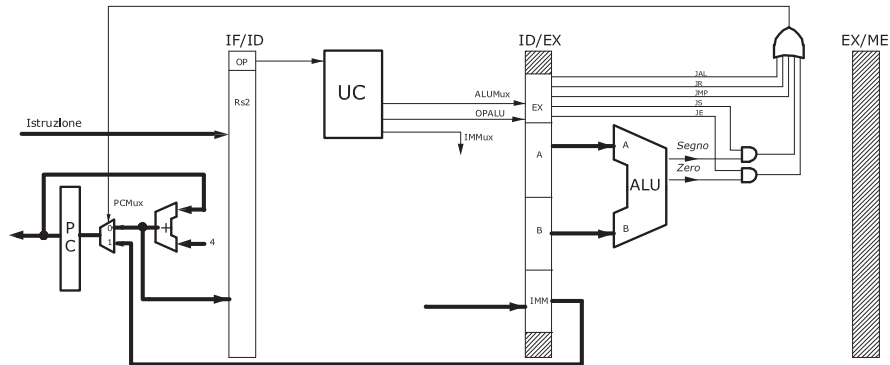 IF/ID
ID/EX
EX/ME
OP
Rs2
UC
ALUMux
OPALU
IMMux
EX
JAL
JR
JMP
JS
JE
Istruzione
A
A
Segno
Zero
ALU
PCMux
PC
0
1
+
4
B
B
IMM